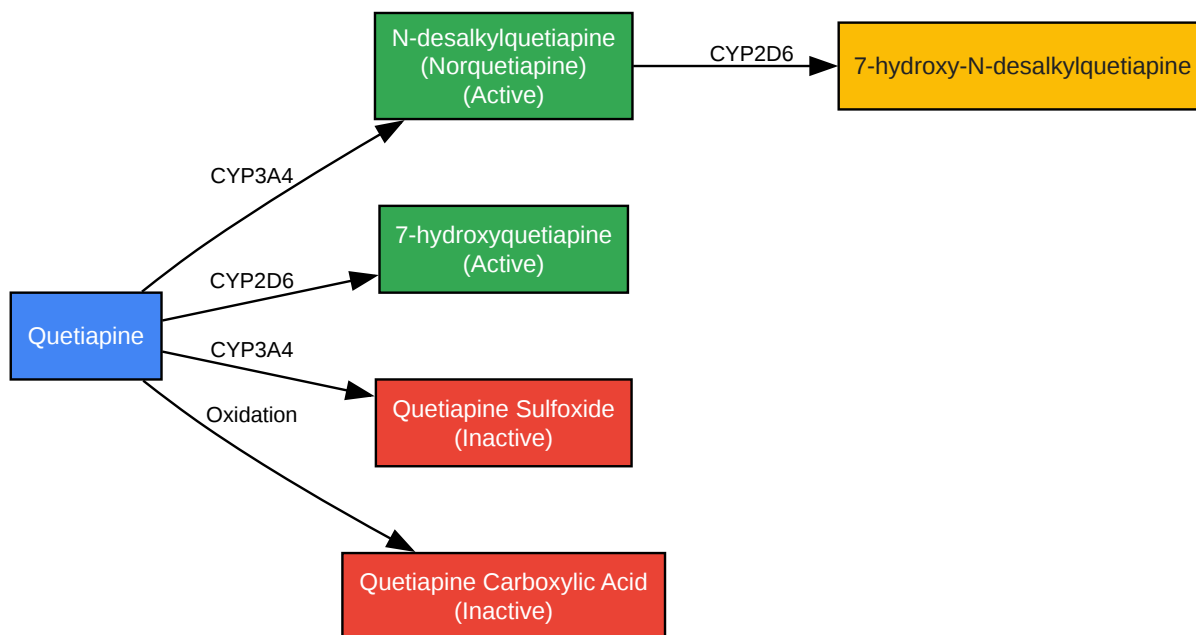 N-desalkylquetiapine
(Norquetiapine)
(Active)
CYP2D6
7-hydroxy-N-desalkylquetiapine
CYP3A4
7-hydroxyquetiapine
(Active)
CYP2D6
Quetiapine
CYP3A4
Quetiapine Sulfoxide
(Inactive)
Oxidation
Quetiapine Carboxylic Acid
(Inactive)